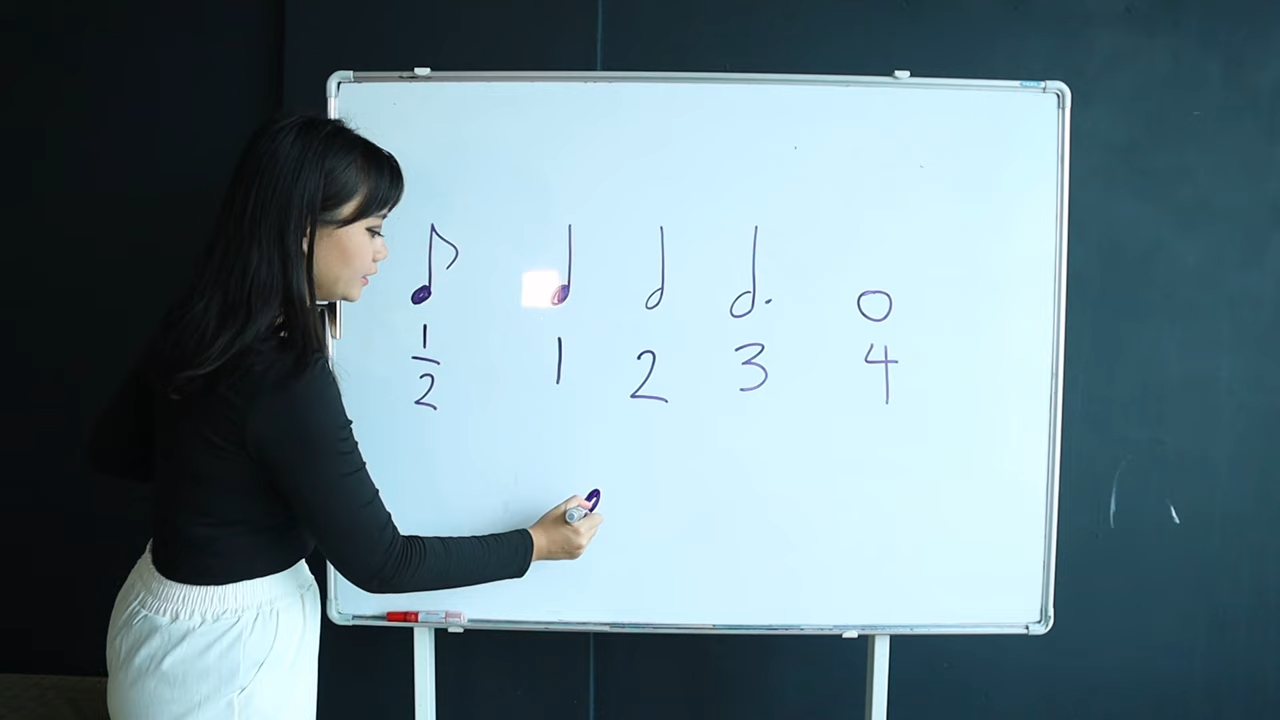 ♪ ♩ 𝅗𝅥 𝅗𝅥. 𝅝
1/2 1 2 3 4